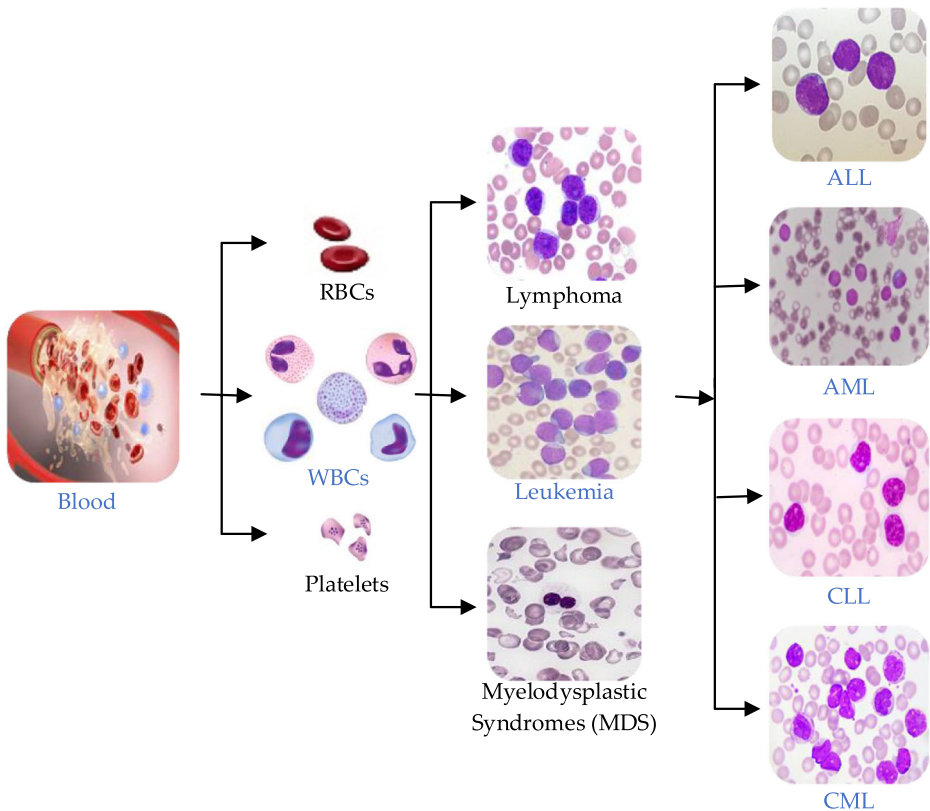 Blood
RBCs
WBCs
Platelets
Lymphoma
Leukemia
Myelodysplastic
Syndromes (MDS)
ALL
AML
CLL
CML